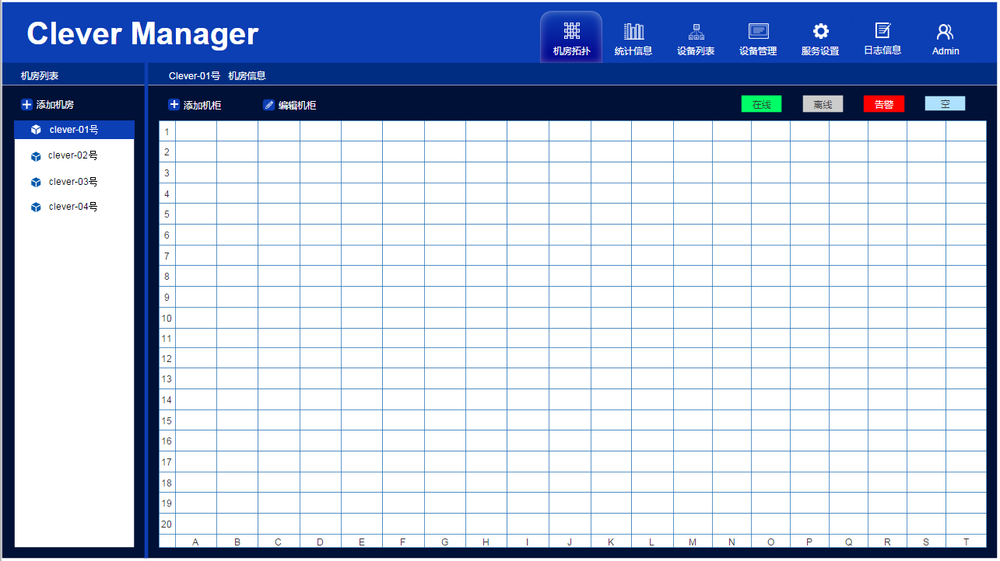 Clever Manager
机房拓扑 统计信息 设备列表 设备管理 服务设置 日志信息 Admin
机房列表
Clever-01号 机房信息
添加机房
添加机柜 编辑机柜 在线 离线 告警 空
clever-01号
clever-02号
clever-03号
clever-04号
1
2
3
4
5
6
7
8
9
10
11
12
13
14
15
16
17
18
19
20
A B C D E F G H I J K L M N O P Q R S T